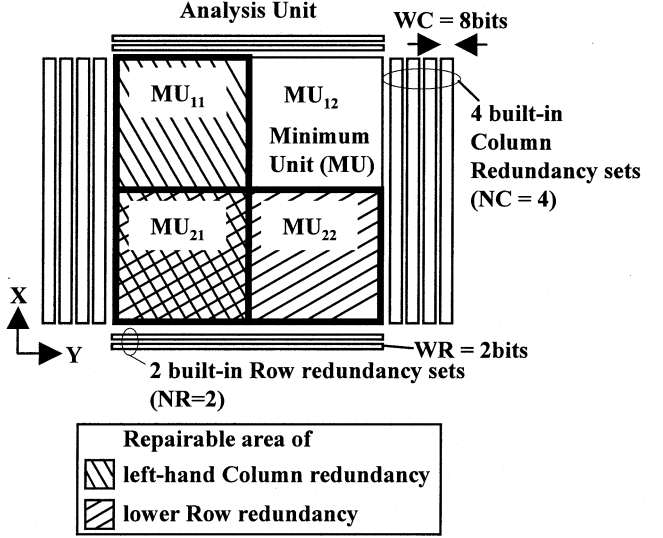 Analysis Unit
WC = 8bits
MU11
MU12
Minimum
Unit (MU)
4 built-in
Column
Redundancy sets
(NC = 4)
MU21
MU22
X
Y
WR = 2bits
2 built-in Row redundancy sets
(NR=2)
Repairable area of
left-hand Column redundancy
lower Row redundancy